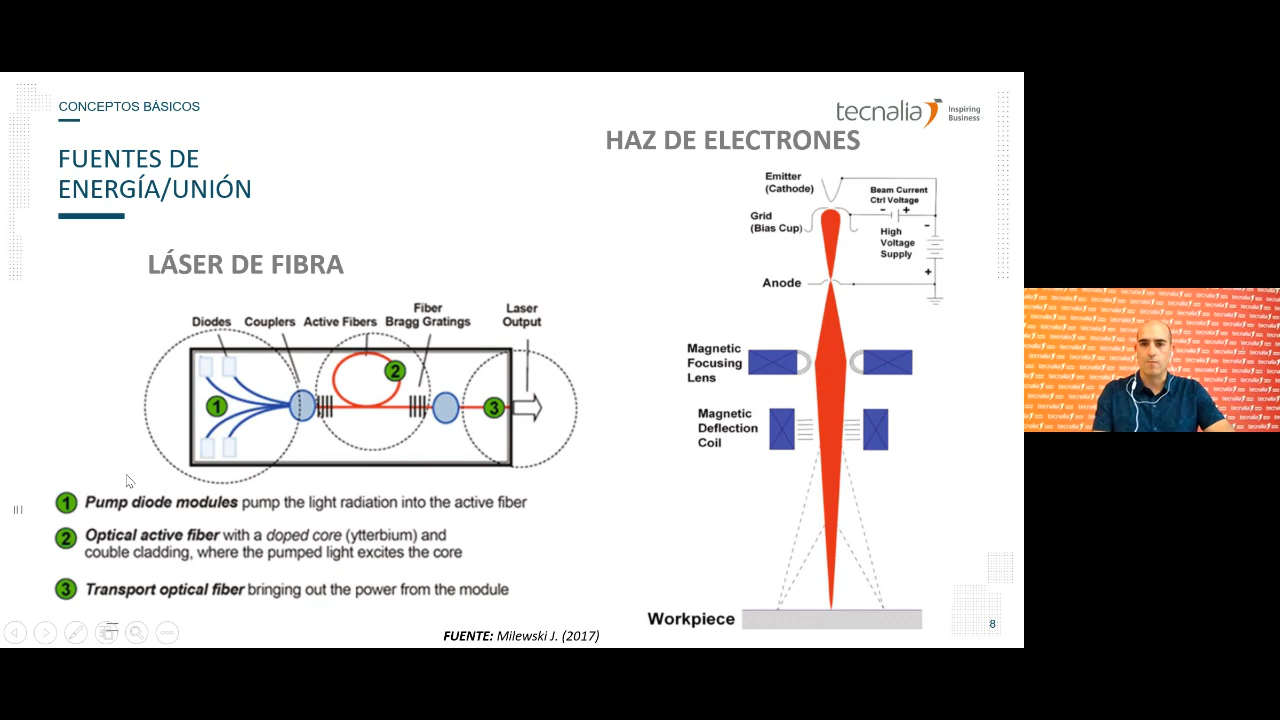 CONCEPTOS BÁSICOS
tecnalia
Inspiring
Business
FUENTES DE
ENERGÍA/UNIÓN
HAZ DE ELECTRONES
LÁSER DE FIBRA
Diodes
Couplers
Active Fibers
Fiber
Bragg Gratings
Laser
Output
1
2
3
1 Pump diode modules pump the light radiation into the active fiber
2 Optical active fiber with a doped core (ytterbium) and
couble cladding, where the pumped light excites the core
3 Transport optical fiber bringing out the power from the module
FUENTE: Milewski J. (2017)
Emitter
(Cathode)
Beam Current
Ctrl Voltage
- +
Grid
(Bias Cup)
High
Voltage
Supply
-
+
Anode
Magnetic
Focusing
Lens
Magnetic
Deflection
Coil
Workpiece
8
tecnalia